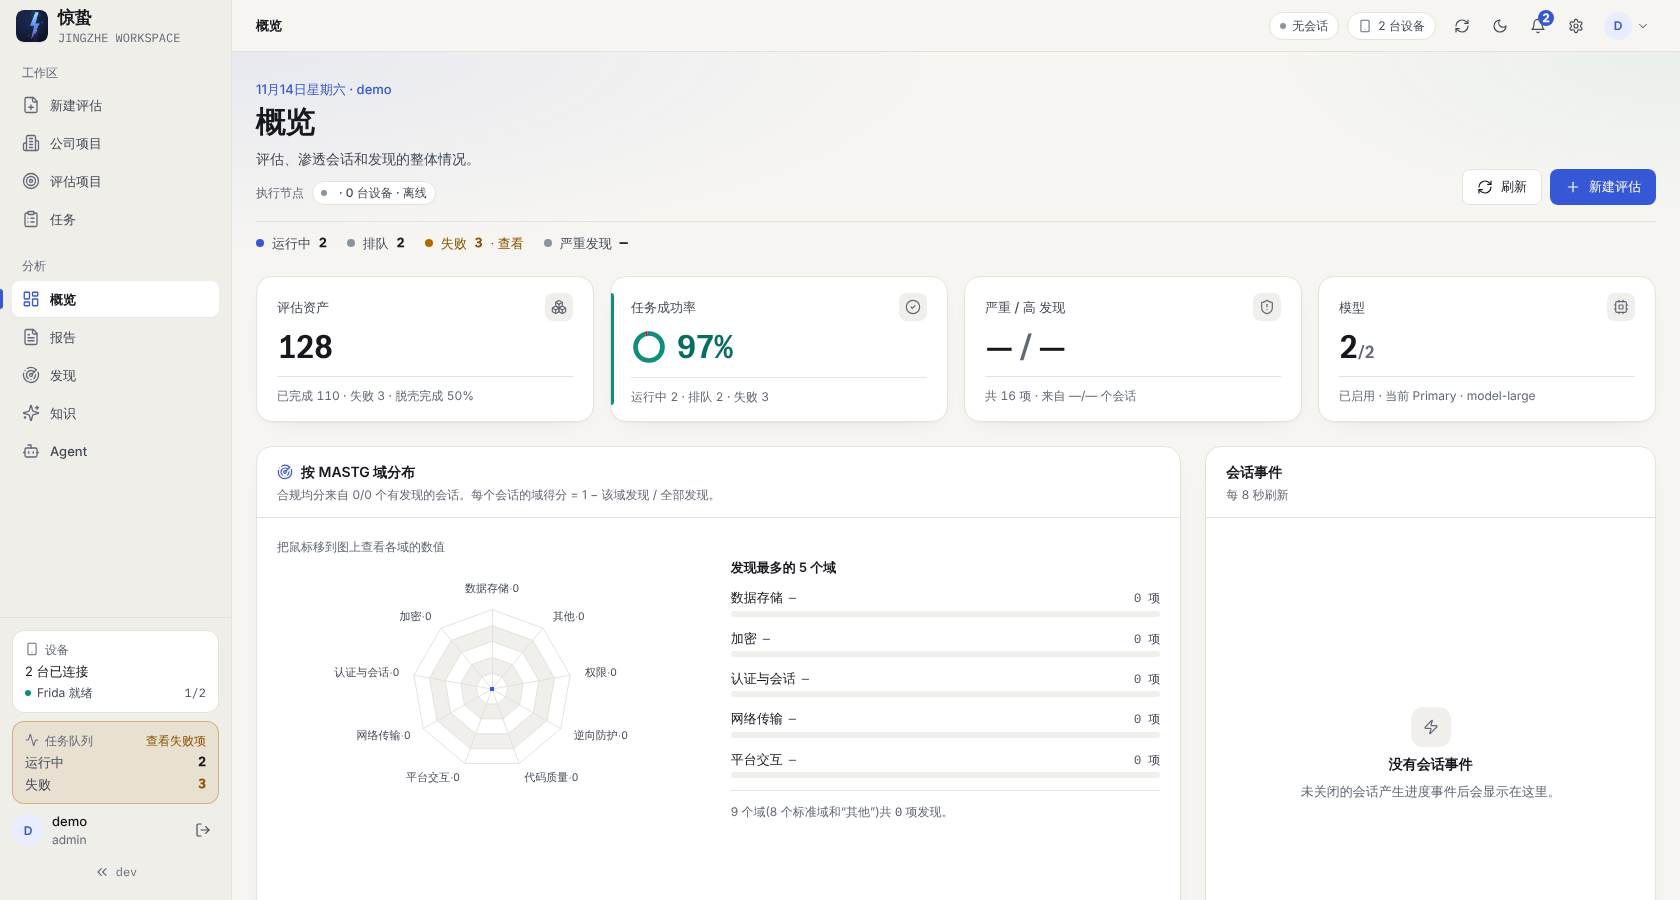 惊蛰
JINGZHE WORKSPACE
工作区
新建评估
公司项目
评估项目
任务
分析
概览
报告
发现
知识
Agent
设备
2 台已连接
Frida 就绪 1/2
任务队列 查看失败项
运行中 2
失败 3
D demo
admin
dev
概览
无会话
2 台设备
2
D
11月14日星期六 · demo
概览
评估、渗透会话和发现的整体情况。
执行节点 · 0 台设备 · 离线
刷新
新建评估
运行中 2 排队 2 失败 3 · 查看 严重发现 —
评估资产
128
已完成 110 · 失败 3 · 脱壳完成 50%
任务成功率
97%
运行中 2 · 排队 2 · 失败 3
严重 / 高 发现
— / —
共 16 项 · 来自 —/— 个会话
模型
2/2
已启用 · 当前 Primary · model-large
按 MASTG 域分布
合规均分来自 0/0 个有发现的会话。每个会话的域得分 = 1 − 该域发现 / 全部发现。
把鼠标移到图上查看各域的数值
数据存储·0
其他·0
权限·0
逆向防护·0
代码质量·0
平台交互·0
网络传输·0
认证与会话·0
加密·0
发现最多的 5 个域
数据存储 — 0 项
加密 — 0 项
认证与会话 — 0 项
网络传输 — 0 项
平台交互 — 0 项
9 个域(8 个标准域和“其他”)共 0 项发现。
会话事件
每 8 秒刷新
没有会话事件
未关闭的会话产生进度事件后会显示在这里。